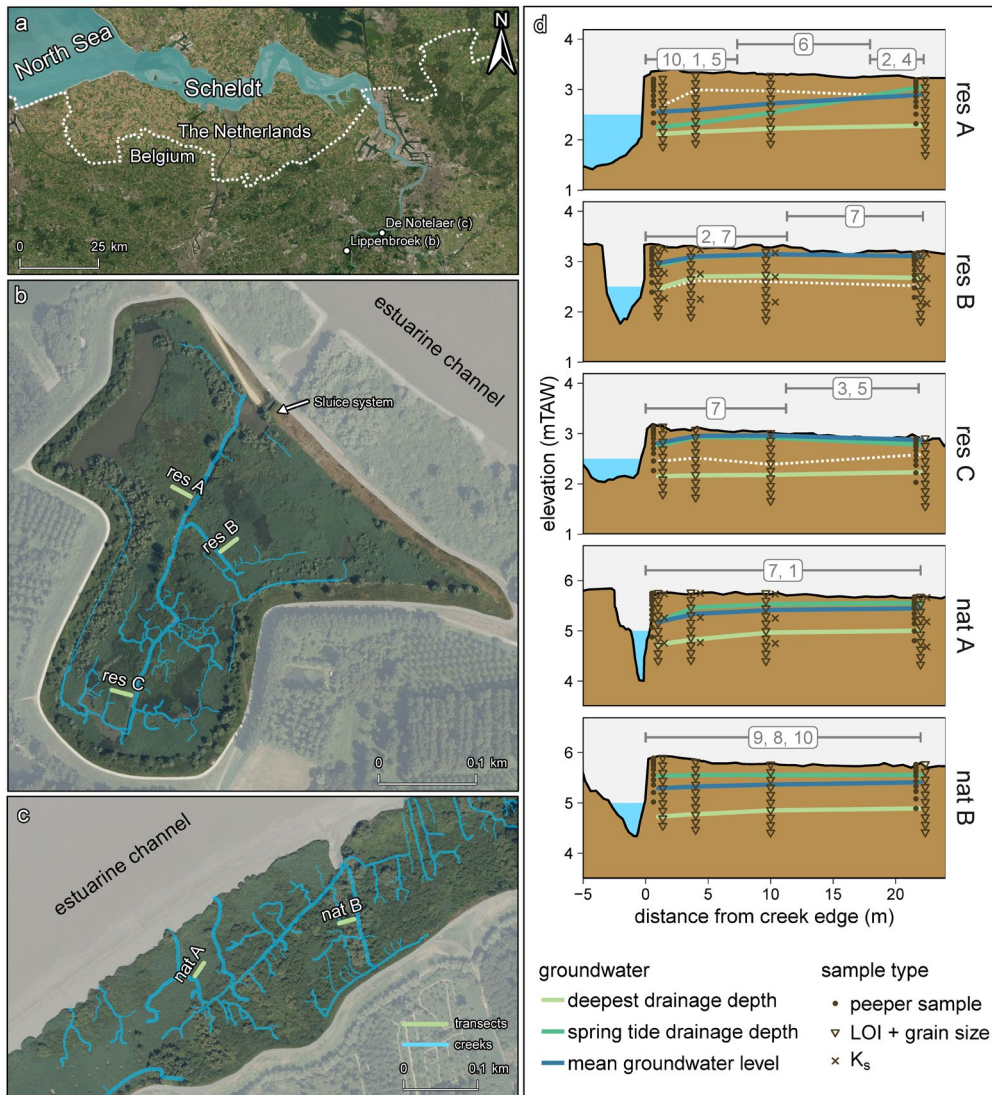 a
N
North Sea
Scheldt
The Netherlands
Belgium
De Notelaer (c)
Lippenbroek (b)
0 25 km
b
estuarine channel
Sluice system
res A
res B
res C
0 0.1 km
c
estuarine channel
nat B
nat A
transects
creeks
0 0.1 km
d
4
3
2
1
10, 1, 5
6
2, 4
res A
4
3
2
1
2, 7
7
res B
4
3
2
1
7
3, 5
res C
6
5
4
7, 1
nat A
6
5
4
9, 8, 10
nat B
elevation (mTAW)
−5 0 5 10 15 20
distance from creek edge (m)
groundwater
deepest drainage depth
spring tide drainage depth
mean groundwater level
sample type
peeper sample
LOI + grain size
Ks